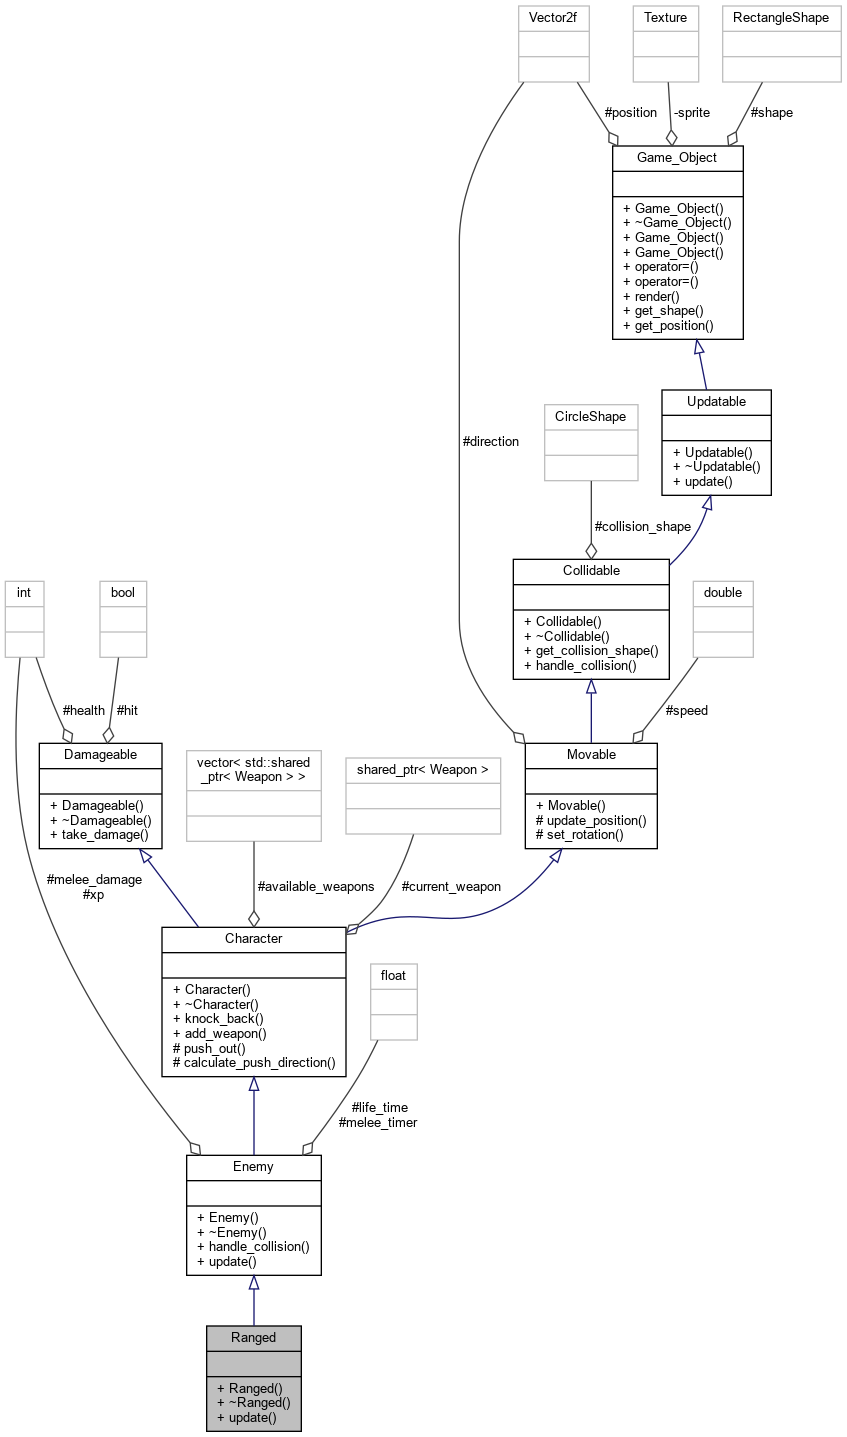 Vector2f
Texture
RectangleShape
#position
-sprite
#shape
Game_Object
+ Game_Object()
+ ~Game_Object()
+ Game_Object()
+ Game_Object()
+ operator=()
+ operator=()
+ render()
+ get_shape()
+ get_position()
Updatable
+ Updatable()
+ ~Updatable()
+ update()
CircleShape
#direction
#collision_shape
Collidable
+ Collidable()
+ ~Collidable()
+ get_collision_shape()
+ handle_collision()
int
bool
double
#health
#hit
#speed
Damageable
+ Damageable()
+ ~Damageable()
+ take_damage()
vector< std::shared
_ptr< Weapon > >
shared_ptr< Weapon >
Movable
+ Movable()
# update_position()
# set_rotation()
#melee_damage
#xp
#available_weapons
#current_weapon
Character
+ Character()
+ ~Character()
+ knock_back()
+ add_weapon()
# push_out()
# calculate_push_direction()
float
#life_time
#melee_timer
Enemy
+ Enemy()
+ ~Enemy()
+ handle_collision()
+ update()
Ranged
+ Ranged()
+ ~Ranged()
+ update()